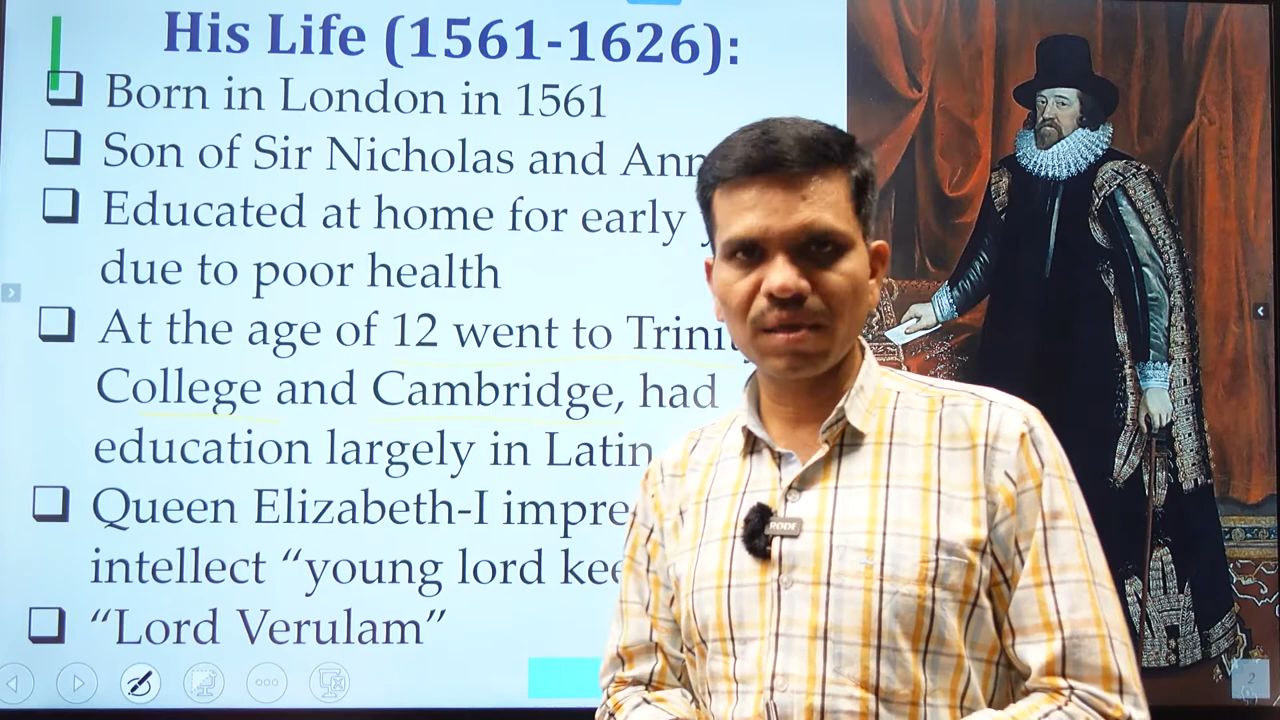 His Life (1561-1626):
❑ Born in London in 1561
❑ Son of Sir Nicholas and
❑ Educated at home for early
due to poor health
❑ At the age of 12 went to
College and Cambridge, had
education largely in Latin
❑ Queen Elizabeth-I
intellect “young lord
❑ “Lord Verulam”
RODE
2